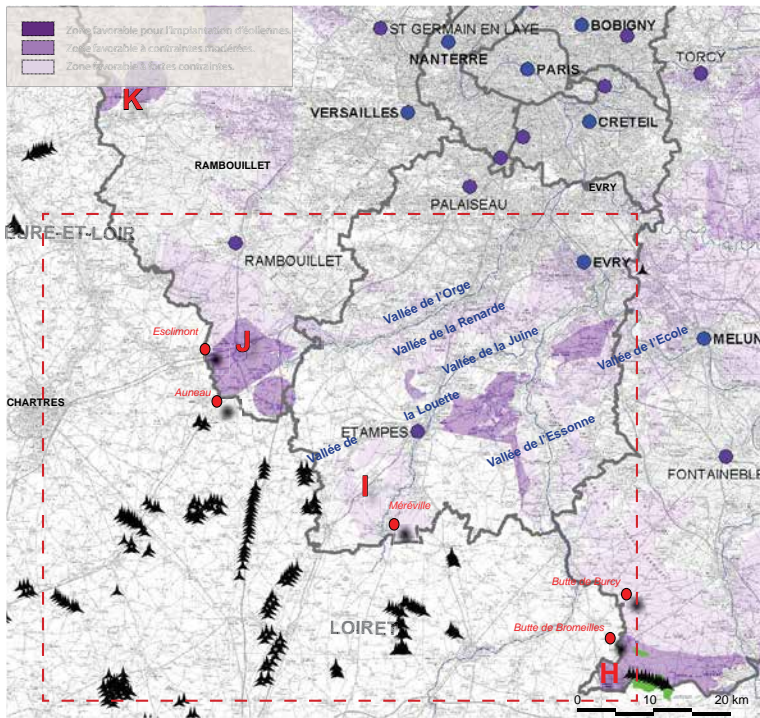 Zone favorable pour l'implantation d'éoliennes.
Zone favorable à contraintes modérées.
Zone favorable à fortes contraintes.
ST GERMAIN EN LAYE
BOBIGNY
NANTERRE
PARIS
TORCY
K
VERSAILLES
CRETEIL
RAMBOUILLET
EVRY
PALAISEAU
EURE-ET-LOIR
RAMBOUILLET
EVRY
Vallée de l'Orge
Vallée de la Renarde
Esclimont
J
Vallée de la Juine
Vallée de l'Ecole
MELUN
Auneau
CHARTRES
la Louette
ETAMPES
Vallée de
Vallée de l'Essonne
FONTAINEBLE
I
Méréville
Butte de Burcy
LOIRET
Butte de Bromeilles
H
0 10 20 km